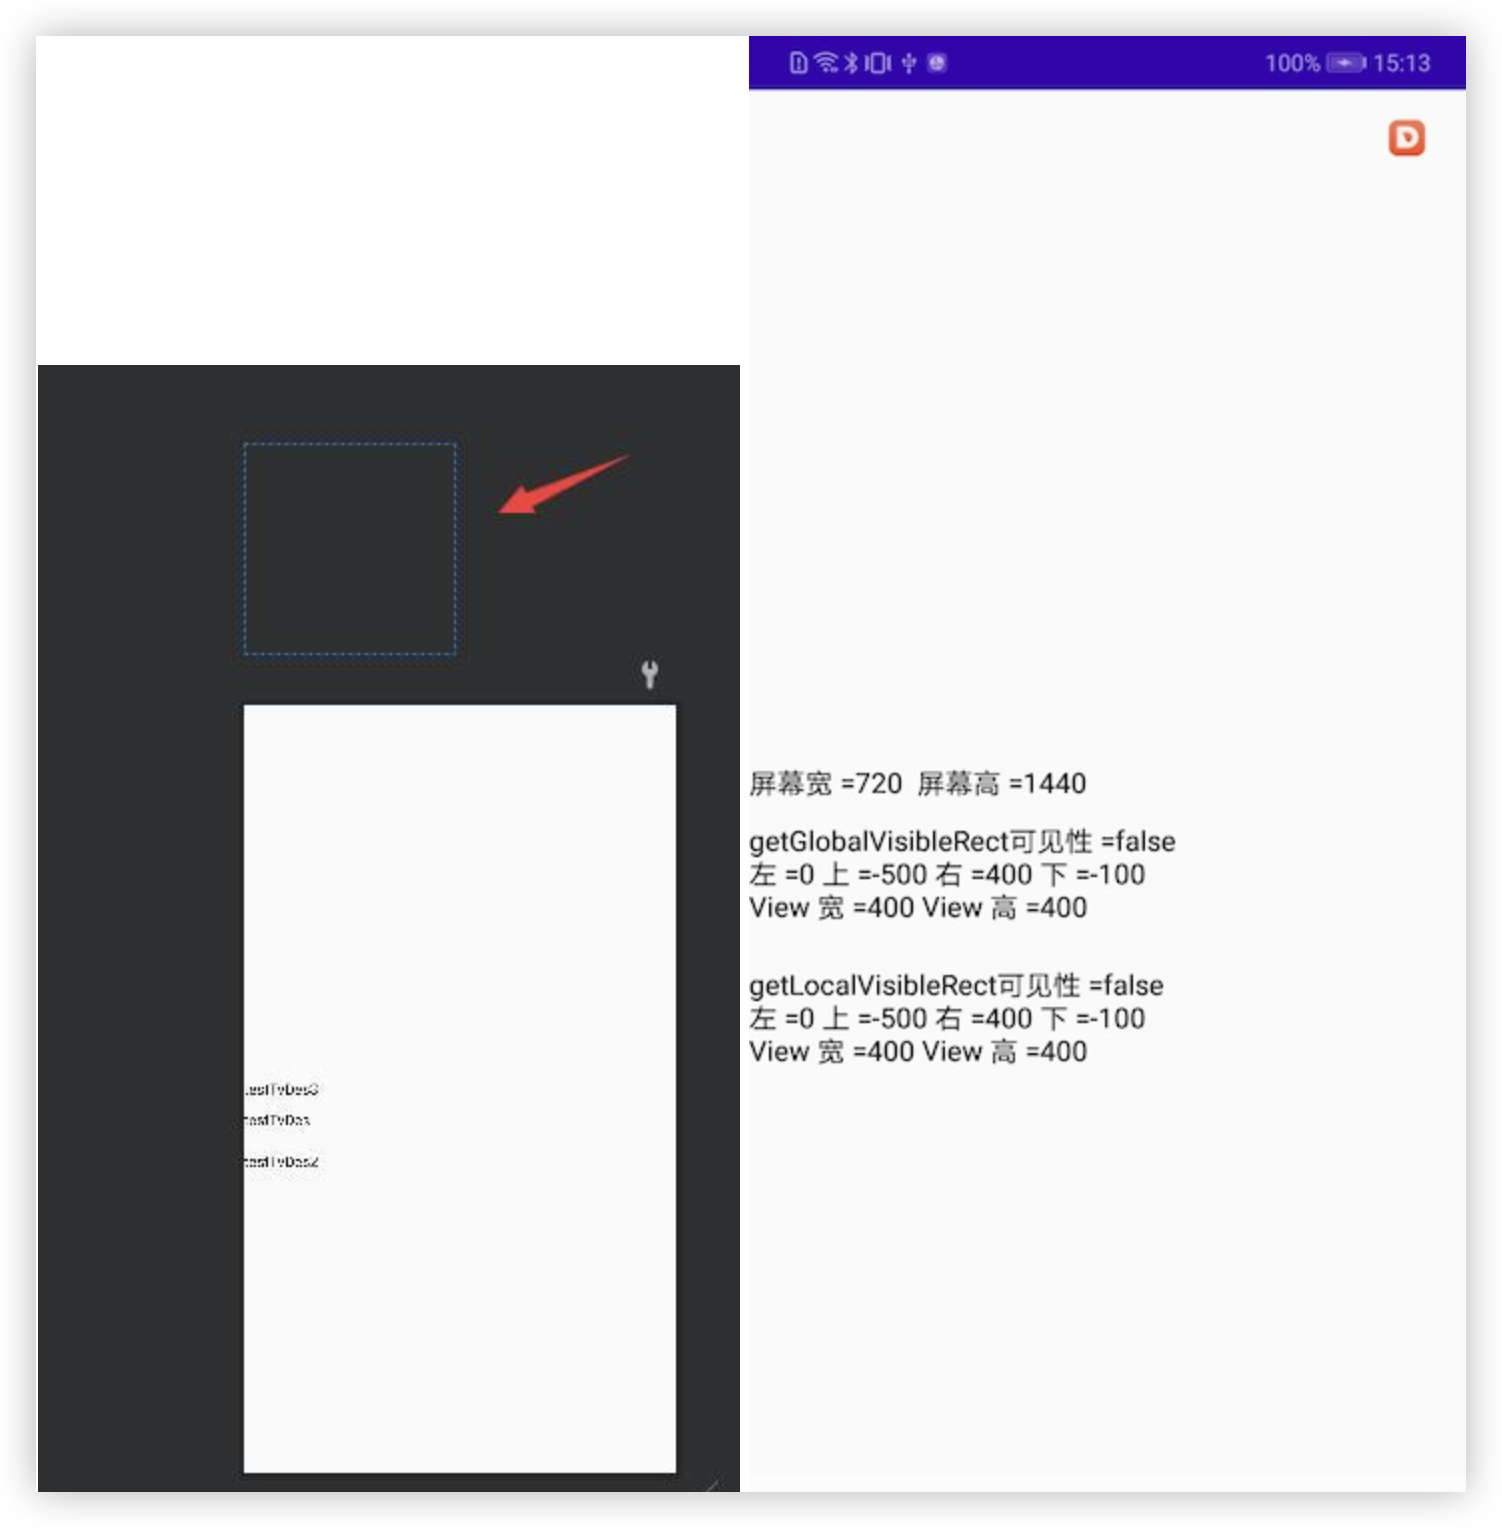 100% 15:13
D
屏幕宽 =720 屏幕高 =1440
getGlobalVisibleRect可见性 =false
左 =0 上 =-500 右 =400 下 =-100
View 宽 =400 View 高 =400
getLocalVisibleRect可见性 =false
左 =0 上 =-500 右 =400 下 =-100
View 宽 =400 View 高 =400
testTvDes3
testTvDes
testTvDes2